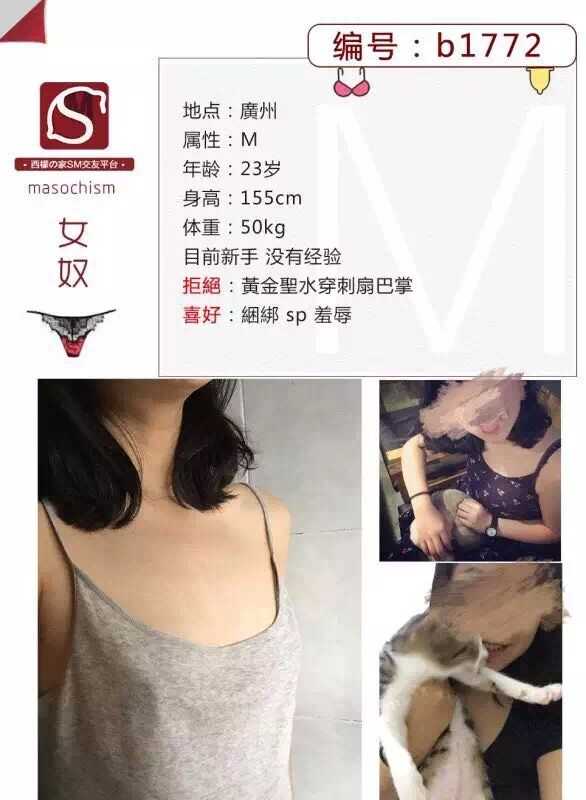 编号：b1772
地点：廣州
属性：M
年龄：23岁
身高：155cm
体重：50kg
目前新手 没有经验
拒絕：黃金聖水穿刺扇巴掌
喜好：綑綁 sp 羞辱
M
S
·西檬の家SM交友平台·
masochism
女奴